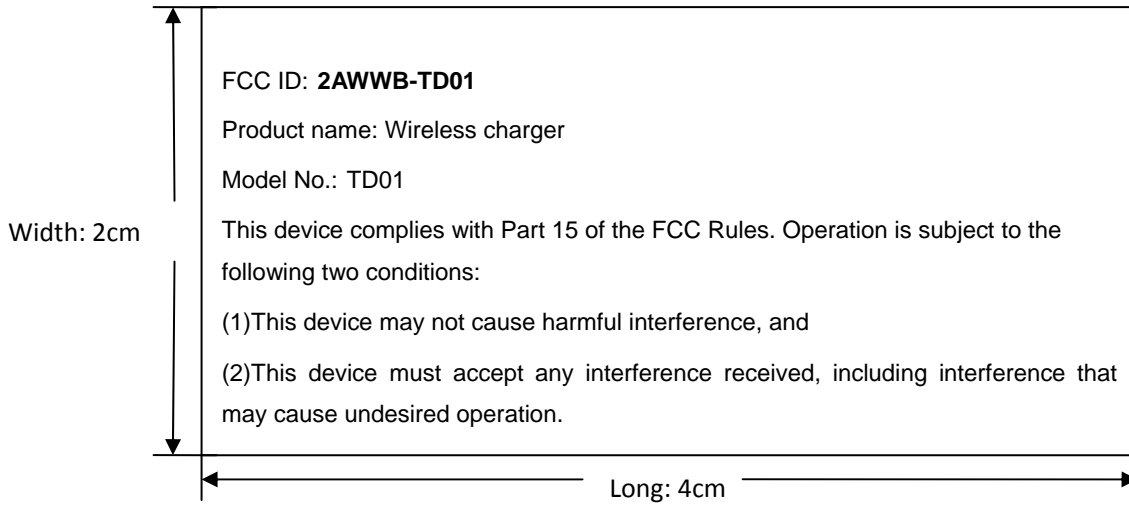 FCC ID: 2AWWB-TD01
Product name: Wireless charger
Model No.: TD01
Width: 2cm
This device complies with Part 15 of the FCC Rules. Operation is subject to the
following two conditions:
(1)This device may not cause harmful interference, and
(2)This device must accept any interference received, including interference that
may cause undesired operation.
Long: 4cm